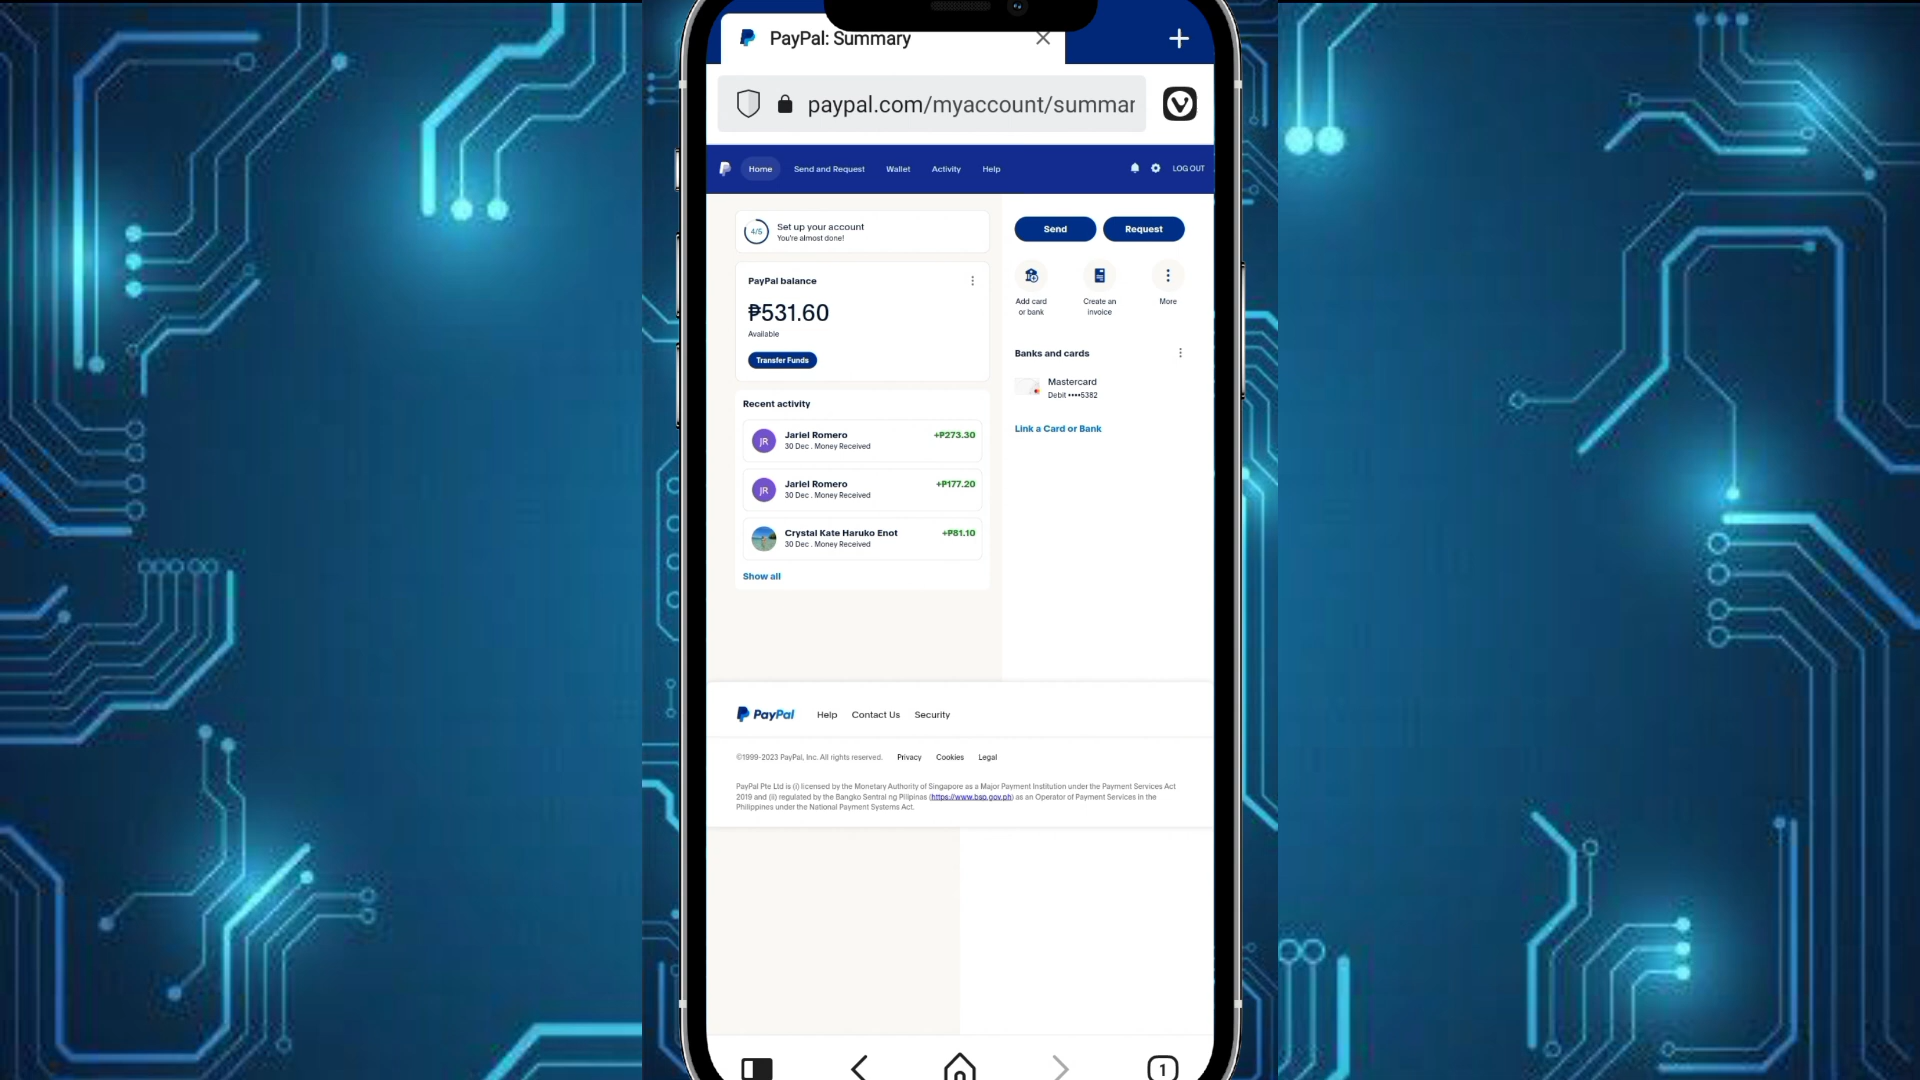 PayPal: Summary
paypal.com/myaccount/summar
Home Send and Request Wallet Activity Help LOG OUT
4/5
Set up your account
You're almost done!
PayPal balance
₱531.60
Available
Transfer Funds
Recent activity
JR
Jariel Romero +₱273.30
30 Dec . Money Received
JR
Jariel Romero +₱177.20
30 Dec . Money Received
Crystal Kate Haruko Enot +₱81.10
30 Dec . Money Received
Show all
Send Request
Add card
or bank
Create an
invoice
More
Banks and cards
Mastercard
Debit ••••5382
Link a Card or Bank
PayPal Help Contact Us Security
©1999-2023 PayPal, Inc. All rights reserved. Privacy Cookies Legal
PayPal Pte Ltd is (i) licensed by the Monetary Authority of Singapore as a Major Payment Institution under the Payment Services Act
2019 and (ii) regulated by the Bangko Sentral ng Pilipinas (https://www.bsp.gov.ph) as an Operator of Payment Services in the
Philippines under the National Payment Systems Act.
1